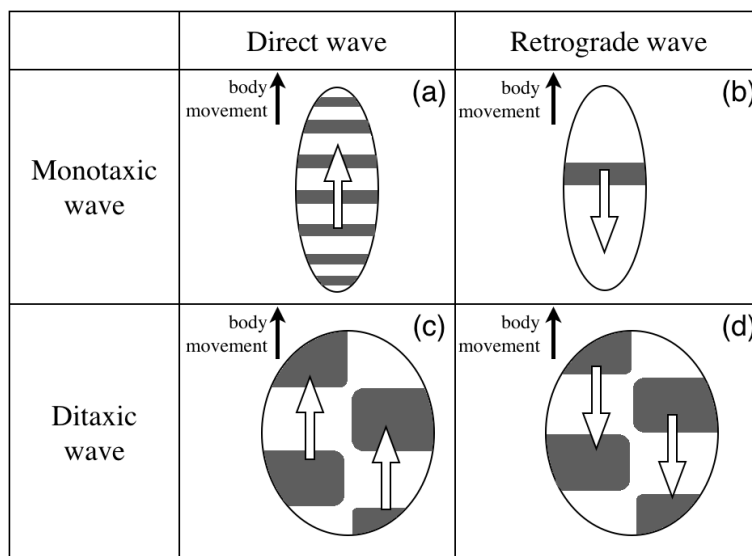 Direct wave
Retrograde wave
Monotaxic
wave
body
movement
(a)
body
movement
(b)
Ditaxic
wave
body
movement
(c)
body
movement
(d)